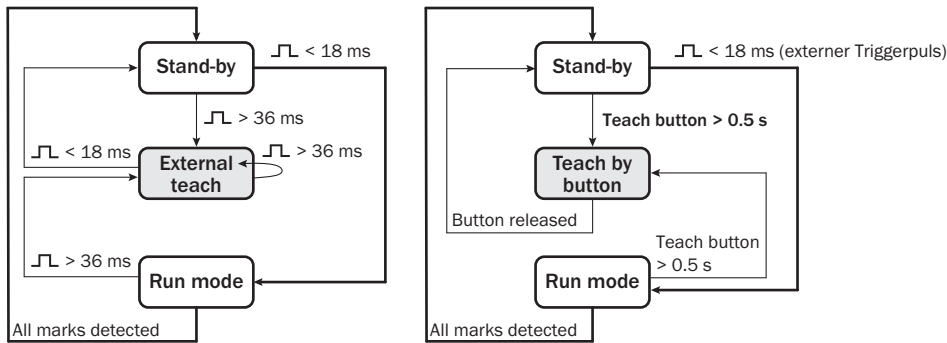 Stand-by
< 18 ms
> 36 ms
< 18 ms
External
teach
> 36 ms
> 36 ms
Run mode
All marks detected
Stand-by
< 18 ms (externer Triggerpuls)
Teach button > 0.5 s
Teach by
button
Button released
Teach button
> 0.5 s
Run mode
All marks detected